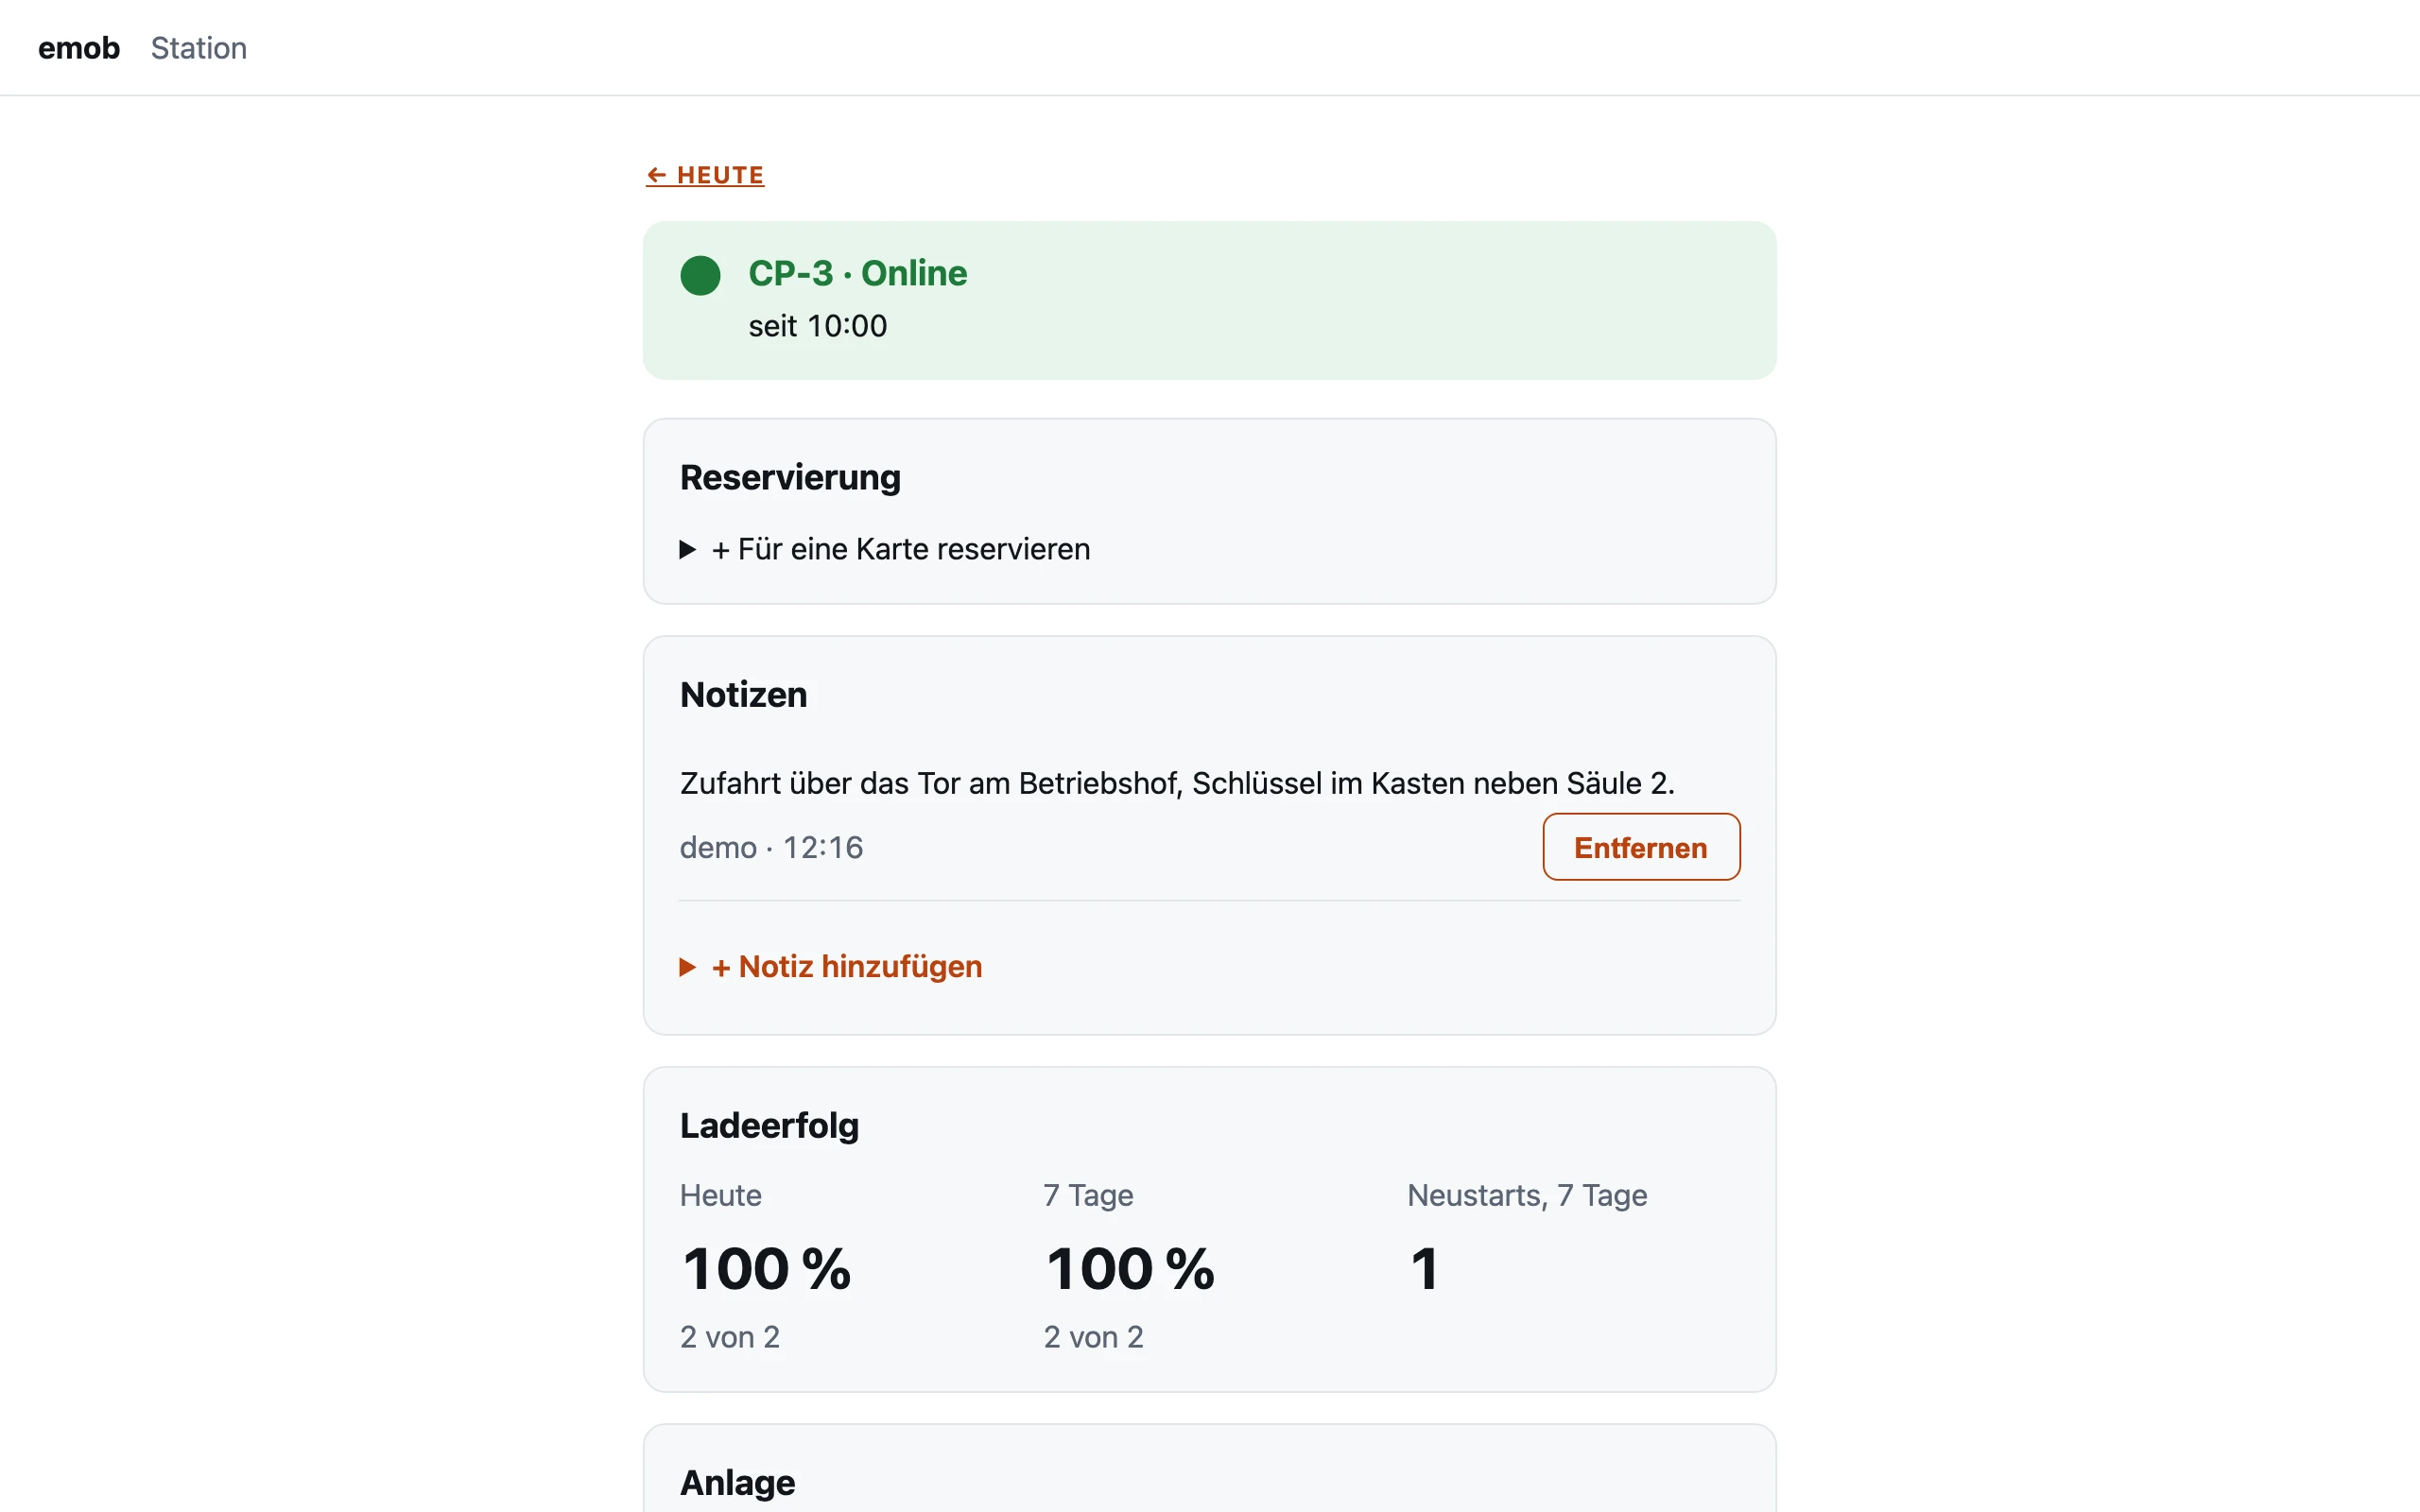 emob Station
← HEUTE
CP-3 · Online
seit 10:00
Reservierung
+ Für eine Karte reservieren
Notizen
Zufahrt über das Tor am Betriebshof, Schlüssel im Kasten neben Säule 2.
demo · 12:16
Entfernen
+ Notiz hinzufügen
Ladeerfolg
Heute
100 %
2 von 2
7 Tage
100 %
2 von 2
Neustarts, 7 Tage
1
Anlage